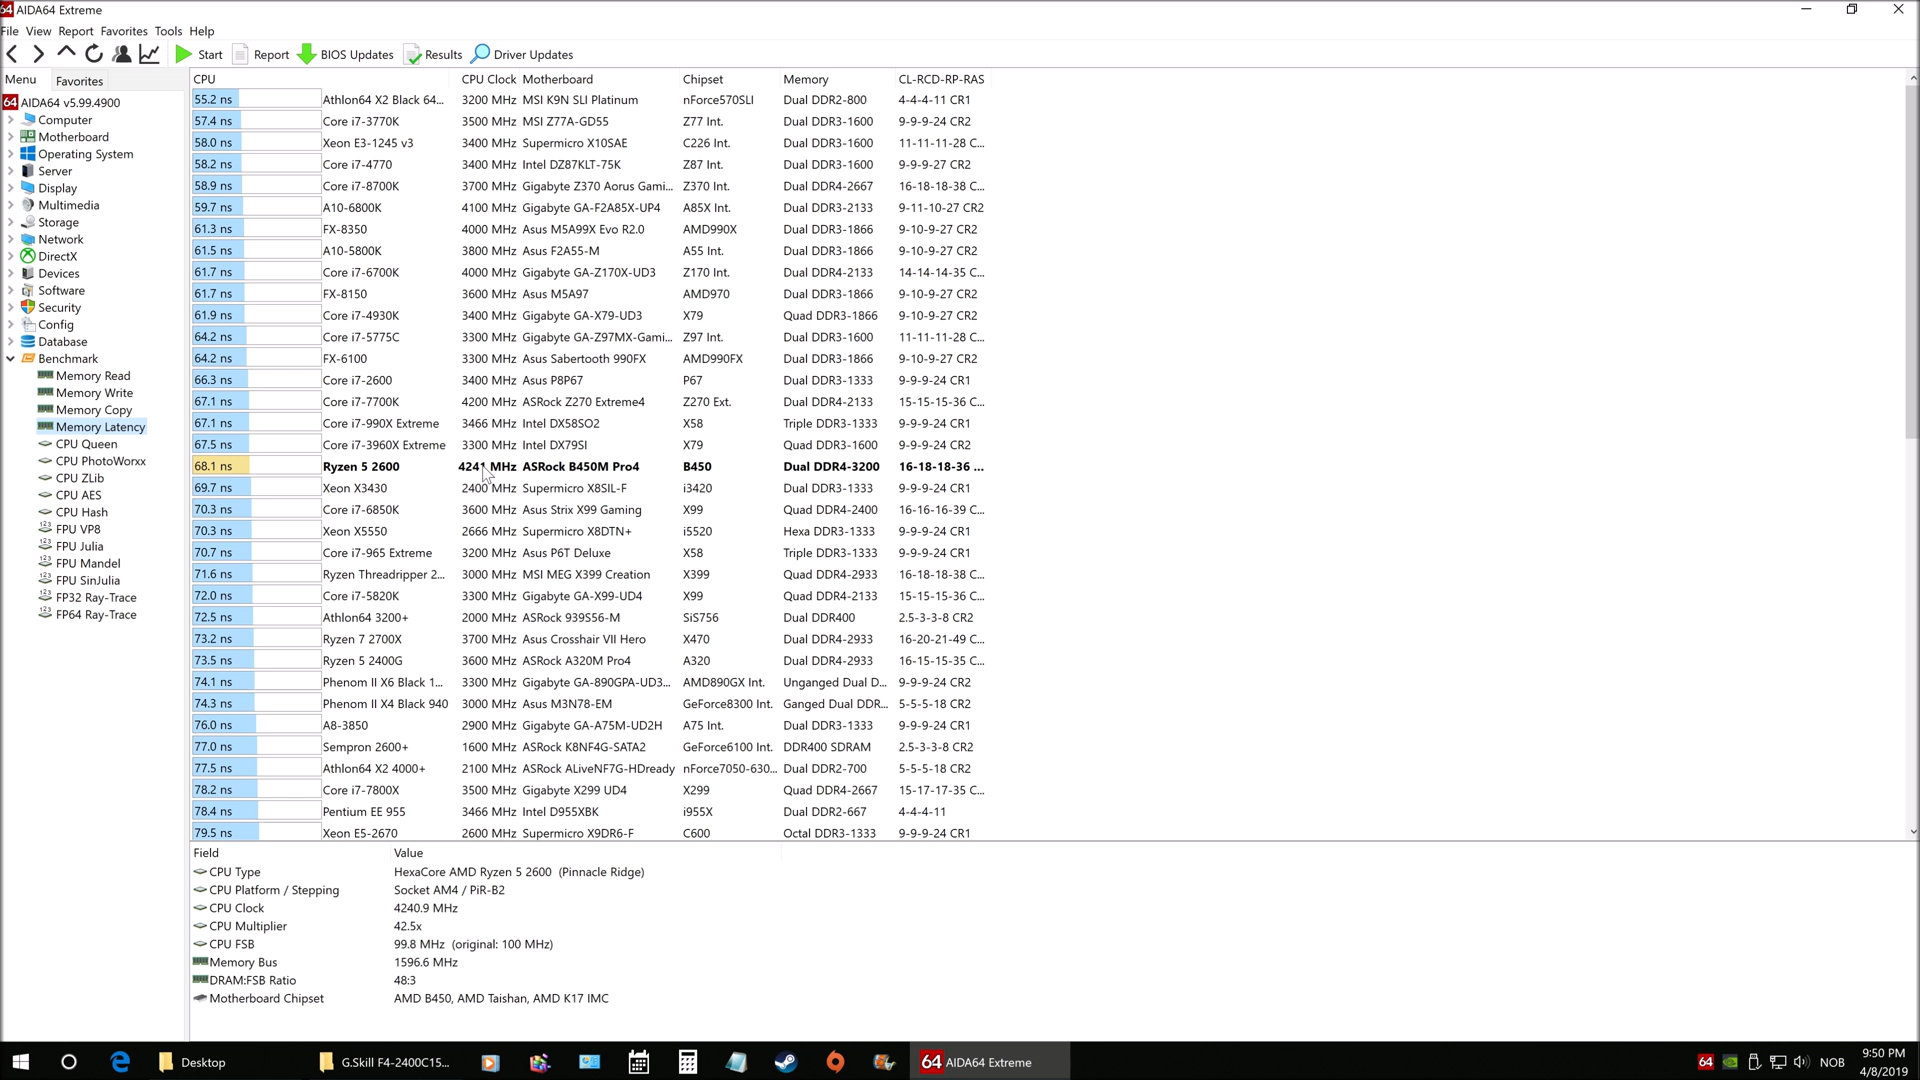 64 AIDA64 Extreme
File View Report Favorites Tools Help
Start Report BIOS Updates Results Driver Updates
Menu Favorites
64 AIDA64 v5.99.4900
Computer
Motherboard
Operating System
Server
Display
Multimedia
Storage
Network
DirectX
Devices
Software
Security
Config
Database
Benchmark
Memory Read
Memory Write
Memory Copy
Memory Latency
CPU Queen
CPU PhotoWorxx
CPU ZLib
CPU AES
CPU Hash
FPU VP8
FPU Julia
FPU Mandel
FPU SinJulia
FP32 Ray-Trace
FP64 Ray-Trace
CPU CPU Clock Motherboard Chipset Memory CL-RCD-RP-RAS
55.2 ns Athlon64 X2 Black 64... 3200 MHz MSI K9N SLI Platinum nForce570SLI Dual DDR2-800 4-4-4-11 CR1
57.4 ns Core i7-3770K 3500 MHz MSI Z77A-GD55 Z77 Int. Dual DDR3-1600 9-9-9-24 CR2
58.0 ns Xeon E3-1245 v3 3400 MHz Supermicro X10SAE C226 Int. Dual DDR3-1600 11-11-11-28 C...
58.2 ns Core i7-4770 3400 MHz Intel DZ87KLT-75K Z87 Int. Dual DDR3-1600 9-9-9-27 CR2
58.9 ns Core i7-8700K 3700 MHz Gigabyte Z370 Aorus Gami... Z370 Int. Dual DDR4-2667 16-18-18-38 C...
59.7 ns A10-6800K 4100 MHz Gigabyte GA-F2A85X-UP4 A85X Int. Dual DDR3-2133 9-11-10-27 CR2
61.3 ns FX-8350 4000 MHz Asus M5A99X Evo R2.0 AMD990X Dual DDR3-1866 9-10-9-27 CR2
61.5 ns A10-5800K 3800 MHz Asus F2A55-M A55 Int. Dual DDR3-1866 9-10-9-27 CR2
61.7 ns Core i7-6700K 4000 MHz Gigabyte GA-Z170X-UD3 Z170 Int. Dual DDR4-2133 14-14-14-35 C...
61.7 ns FX-8150 3600 MHz Asus M5A97 AMD970 Dual DDR3-1866 9-10-9-27 CR2
61.9 ns Core i7-4930K 3400 MHz Gigabyte GA-X79-UD3 X79 Quad DDR3-1866 9-10-9-27 CR2
64.2 ns Core i7-5775C 3300 MHz Gigabyte GA-Z97MX-Gami... Z97 Int. Dual DDR3-1600 11-11-11-28 C...
64.2 ns FX-6100 3300 MHz Asus Sabertooth 990FX AMD990FX Dual DDR3-1866 9-10-9-27 CR2
66.3 ns Core i7-2600 3400 MHz Asus P8P67 P67 Dual DDR3-1333 9-9-9-24 CR1
67.1 ns Core i7-7700K 4200 MHz ASRock Z270 Extreme4 Z270 Ext. Dual DDR4-2133 15-15-15-36 C...
67.1 ns Core i7-990X Extreme 3466 MHz Intel DX58SO2 X58 Triple DDR3-1333 9-9-9-24 CR1
67.5 ns Core i7-3960X Extreme 3300 MHz Intel DX79SI X79 Quad DDR3-1600 9-9-9-24 CR2
68.1 ns Ryzen 5 2600 4241 MHz ASRock B450M Pro4 B450 Dual DDR4-3200 16-18-18-36 ...
69.7 ns Xeon X3430 2400 MHz Supermicro X8SIL-F i3420 Dual DDR3-1333 9-9-9-24 CR1
70.3 ns Core i7-6850K 3600 MHz Asus Strix X99 Gaming X99 Quad DDR4-2400 16-16-16-39 C...
70.3 ns Xeon X5550 2666 MHz Supermicro X8DTN+ i5520 Hexa DDR3-1333 9-9-9-24 CR1
70.7 ns Core i7-965 Extreme 3200 MHz Asus P6T Deluxe X58 Triple DDR3-1333 9-9-9-24 CR1
71.6 ns Ryzen Threadripper 2... 3000 MHz MSI MEG X399 Creation X399 Quad DDR4-2933 16-18-18-38 C...
72.0 ns Core i7-5820K 3300 MHz Gigabyte GA-X99-UD4 X99 Quad DDR4-2133 15-15-15-36 C...
72.5 ns Athlon64 3200+ 2000 MHz ASRock 939S56-M SiS756 Dual DDR400 2.5-3-3-8 CR2
73.2 ns Ryzen 7 2700X 3700 MHz Asus Crosshair VII Hero X470 Dual DDR4-2933 16-20-21-49 C...
73.5 ns Ryzen 5 2400G 3600 MHz ASRock A320M Pro4 A320 Dual DDR4-2933 16-15-15-35 C...
74.1 ns Phenom II X6 Black 1... 3300 MHz Gigabyte GA-890GPA-UD3... AMD890GX Int. Unganged Dual D... 9-9-9-24 CR2
74.3 ns Phenom II X4 Black 940 3000 MHz Asus M3N78-EM GeForce8300 Int. Ganged Dual DDR... 5-5-5-18 CR2
76.0 ns A8-3850 2900 MHz Gigabyte GA-A75M-UD2H A75 Int. Dual DDR3-1333 9-9-9-24 CR1
77.0 ns Sempron 2600+ 1600 MHz ASRock K8NF4G-SATA2 GeForce6100 Int. DDR400 SDRAM 2.5-3-3-8 CR2
77.5 ns Athlon64 X2 4000+ 2100 MHz ASRock ALiveNF7G-HDready nForce7050-630... Dual DDR2-700 5-5-5-18 CR2
78.2 ns Core i7-7800X 3500 MHz Gigabyte X299 UD4 X299 Quad DDR4-2667 15-17-17-35 C...
78.4 ns Pentium EE 955 3466 MHz Intel D955XBK i955X Dual DDR2-667 4-4-4-11
79.5 ns Xeon E5-2670 2600 MHz Supermicro X9DR6-F C600 Octal DDR3-1333 9-9-9-24 CR1
Field Value
CPU Type HexaCore AMD Ryzen 5 2600 (Pinnacle Ridge)
CPU Platform / Stepping Socket AM4 / PiR-B2
CPU Clock 4240.9 MHz
CPU Multiplier 42.5x
CPU FSB 99.8 MHz (original: 100 MHz)
Memory Bus 1596.6 MHz
DRAM:FSB Ratio 48:3
Motherboard Chipset AMD B450, AMD Taishan, AMD K17 IMC
Desktop G.Skill F4-2400C15... 64 AIDA64 Extreme 64 NOB 9:50 PM
4/8/2019